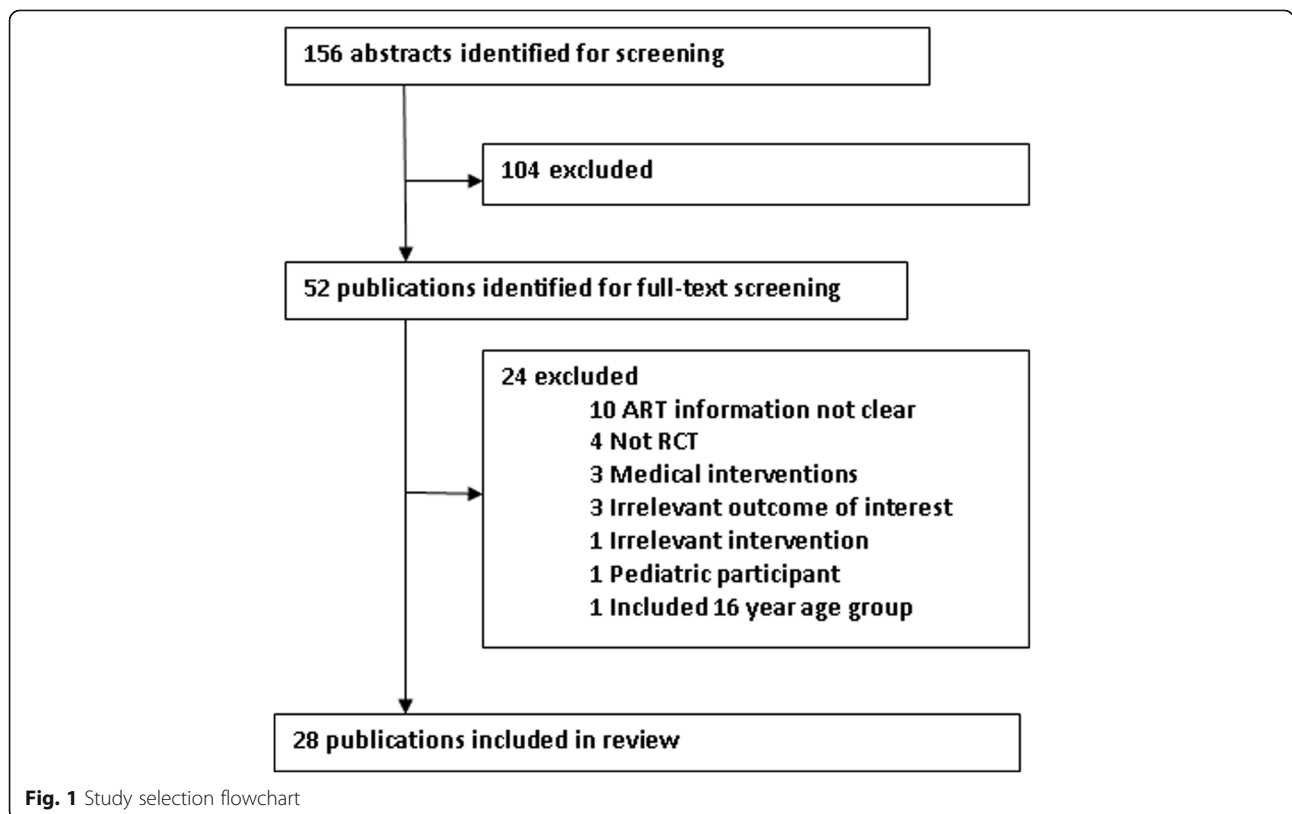 156 abstracts identified for screening
104 excluded
52 publications identified for full-text screening
24 excluded
10 ART information not clear
4 Not RCT
3 Medical interventions
3 Irrelevant outcome of interest
1 Irrelevant intervention
1 Pediatric participant
1 Included 16 year age group
28 publications included in review
Fig. 1 Study selection flowchart